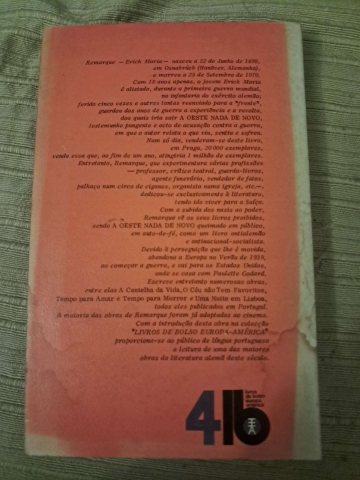 Remarque — Erich Maria — nasceu a 22 de Junho de 1898,
em Osnabrück (Hanôver, Alemanha),
e morreu a 25 de Setembro de 1970.
Com 18 anos apenas, o jovem Erich Maria
é alistado, durante a primeira guerra mundial,
na infantaria do exército alemão,
ferido cinco vezes e outras tantas reenviado para a "frente",
guardou dos anos de guerra a experiência e a revolta,
dos quais iria sair A OESTE NADA DE NOVO,
testemunho pungente e acto de acusação contra a guerra,
em que o autor relata o que viu, sentiu e sofreu.
Num só dia, venderam-se deste livro,
em Praga, 20 000 exemplares,
sendo esse que, ao fim de um ano, atingiria 1 milhão de exemplares.
Entretanto, Remarque, que experimentara várias profissões
— professor, crítico teatral, guarda-livros,
agente funerário, vendedor de fatos,
palhaço num circo de ciganos, organista numa igreja, etc.—
dedicou-se exclusivamente à literatura,
tendo ido viver para a Suíça.
Com a subida dos nazis ao poder,
Remarque vê os seus livros proibidos,
sendo A OESTE NADA DE NOVO queimado em público,
em auto-de-fé, como um livro antialemão
e antinacional-socialista.
Devido à perseguição que lhe é movida,
abandona a Europa no Verão de 1939,
ao começar a guerra, e vai para os Estados Unidos,
onde se casa com Paulette Godard.
Escreve entretanto numerosas obras,
entre elas A Centelha da Vida, O Céu não Tem Favoritos,
Tempo para Amar e Tempo para Morrer e Uma Noite em Lisboa,
todas elas publicadas em Portugal.
A maioria das obras de Remarque foram já adaptadas ao cinema.
Com a introdução desta obra na colecção
"LIVROS DE BOLSO EUROPA-AMÉRICA"
proporciona-se ao público de língua portuguesa
a leitura de uma das maiores
obras da literatura alemã deste século.
4
livros
de bolso
europa
américa